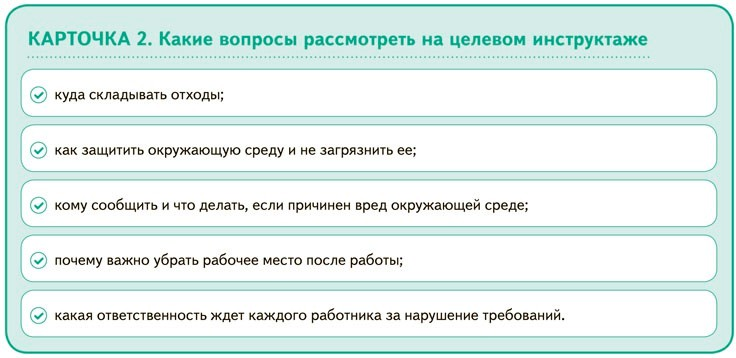 КАРТОЧКА 2. Какие вопросы рассмотреть на целевом инструктаже
куда складывать отходы;
как защитить окружающую среду и не загрязнить ее;
кому сообщить и что делать, если причинен вред окружающей среде;
почему важно убрать рабочее место после работы;
какая ответственность ждет каждого работника за нарушение требований.